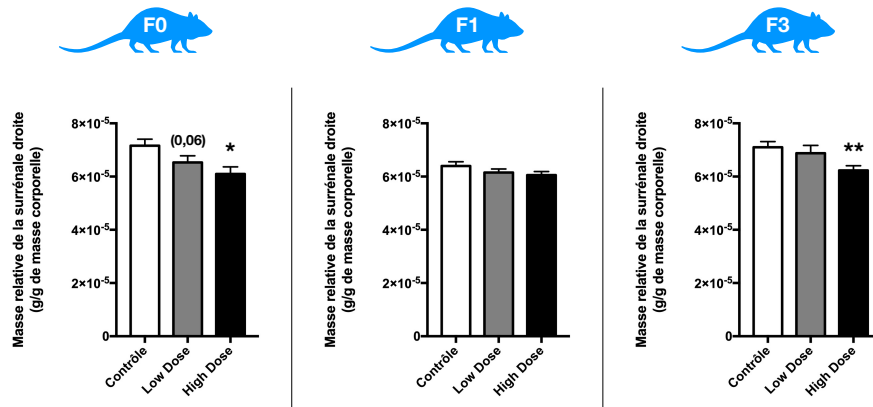 F0
F1
F3
Masse relative de la surrénale droite
(g/g de masse corporelle)
8×10⁻⁵
6×10⁻⁵
4×10⁻⁵
2×10⁻⁵
0
(0,06)
*
Contrôle
Low Dose
High Dose
Masse relative de la surrénale droite
(g/g de masse corporelle)
8×10⁻⁵
6×10⁻⁵
4×10⁻⁵
2×10⁻⁵
0
Contrôle
Low Dose
High Dose
Masse relative de la surrénale droite
(g/g de masse corporelle)
8×10⁻⁵
6×10⁻⁵
4×10⁻⁵
2×10⁻⁵
0
**
Contrôle
Low Dose
High Dose